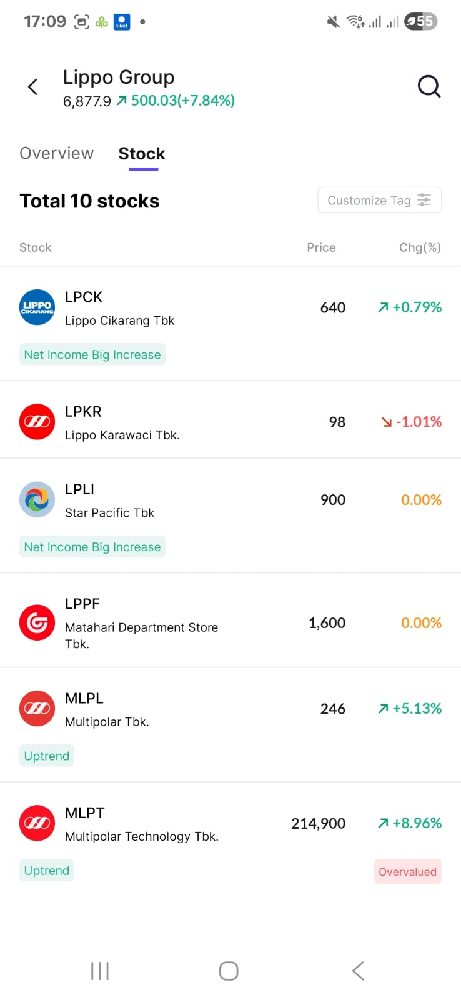 17:09
tiket
55
Lippo Group
6,877.9 500.03(+7.84%)
Overview Stock
Total 10 stocks
Customize Tag
Stock Price Chg(%)
LIPPO
CIKARANG
LPCK
Lippo Cikarang Tbk
640 +0.79%
Net Income Big Increase
LPKR
Lippo Karawaci Tbk.
98 -1.01%
LPLI
Star Pacific Tbk
900 0.00%
Net Income Big Increase
LPPF
Matahari Department Store
Tbk.
1,600 0.00%
MLPL
Multipolar Tbk.
246 +5.13%
Uptrend
MLPT
Multipolar Technology Tbk.
214,900 +8.96%
Uptrend
Overvalued